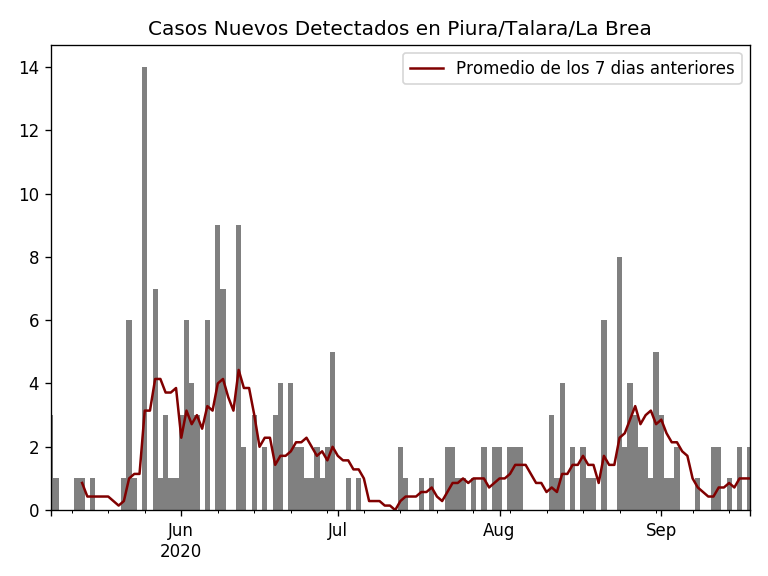 Casos Nuevos Detectados en Piura/Talara/La Brea
Promedio de los 7 dias anteriores
14
12
10
8
6
4
2
0
Jun
2020
Jul
Aug
Sep